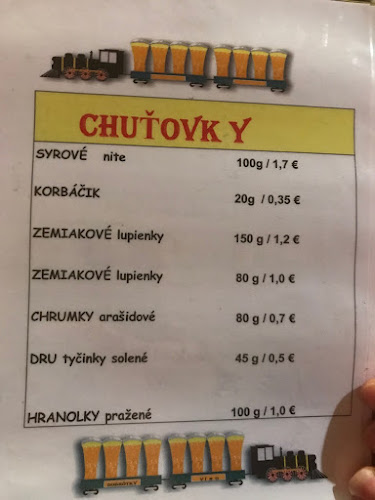 CHUŤOVK Y
SYROVÉ nite 100g / 1,7 €
KORBÁČIK 20g / 0,35 €
ZEMIAKOVÉ lupienky 150 g / 1,2 €
ZEMIAKOVÉ lupienky 80 g / 1,0 €
CHRUMKY arašidové 80 g / 0,7 €
DRU tyčinky solené 45 g / 0,5 €
HRANOLKY pražené 100 g / 1,0 €